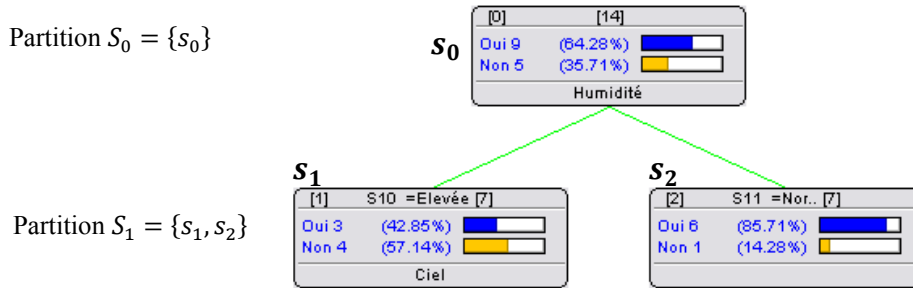 [0] [14]
Partition S₀ = {s₀}
s₀
Oui 9 (64.28%)
Non 5 (35.71%)
Humidité
s₁
s₂
[1] S10 =Elevée [7]
[2] S11 =Nor.. [7]
Partition S₁ = {s₁, s₂}
Oui 3 (42.85%)
Non 4 (57.14%)
Ciel
Oui 6 (85.71%)
Non 1 (14.28%)